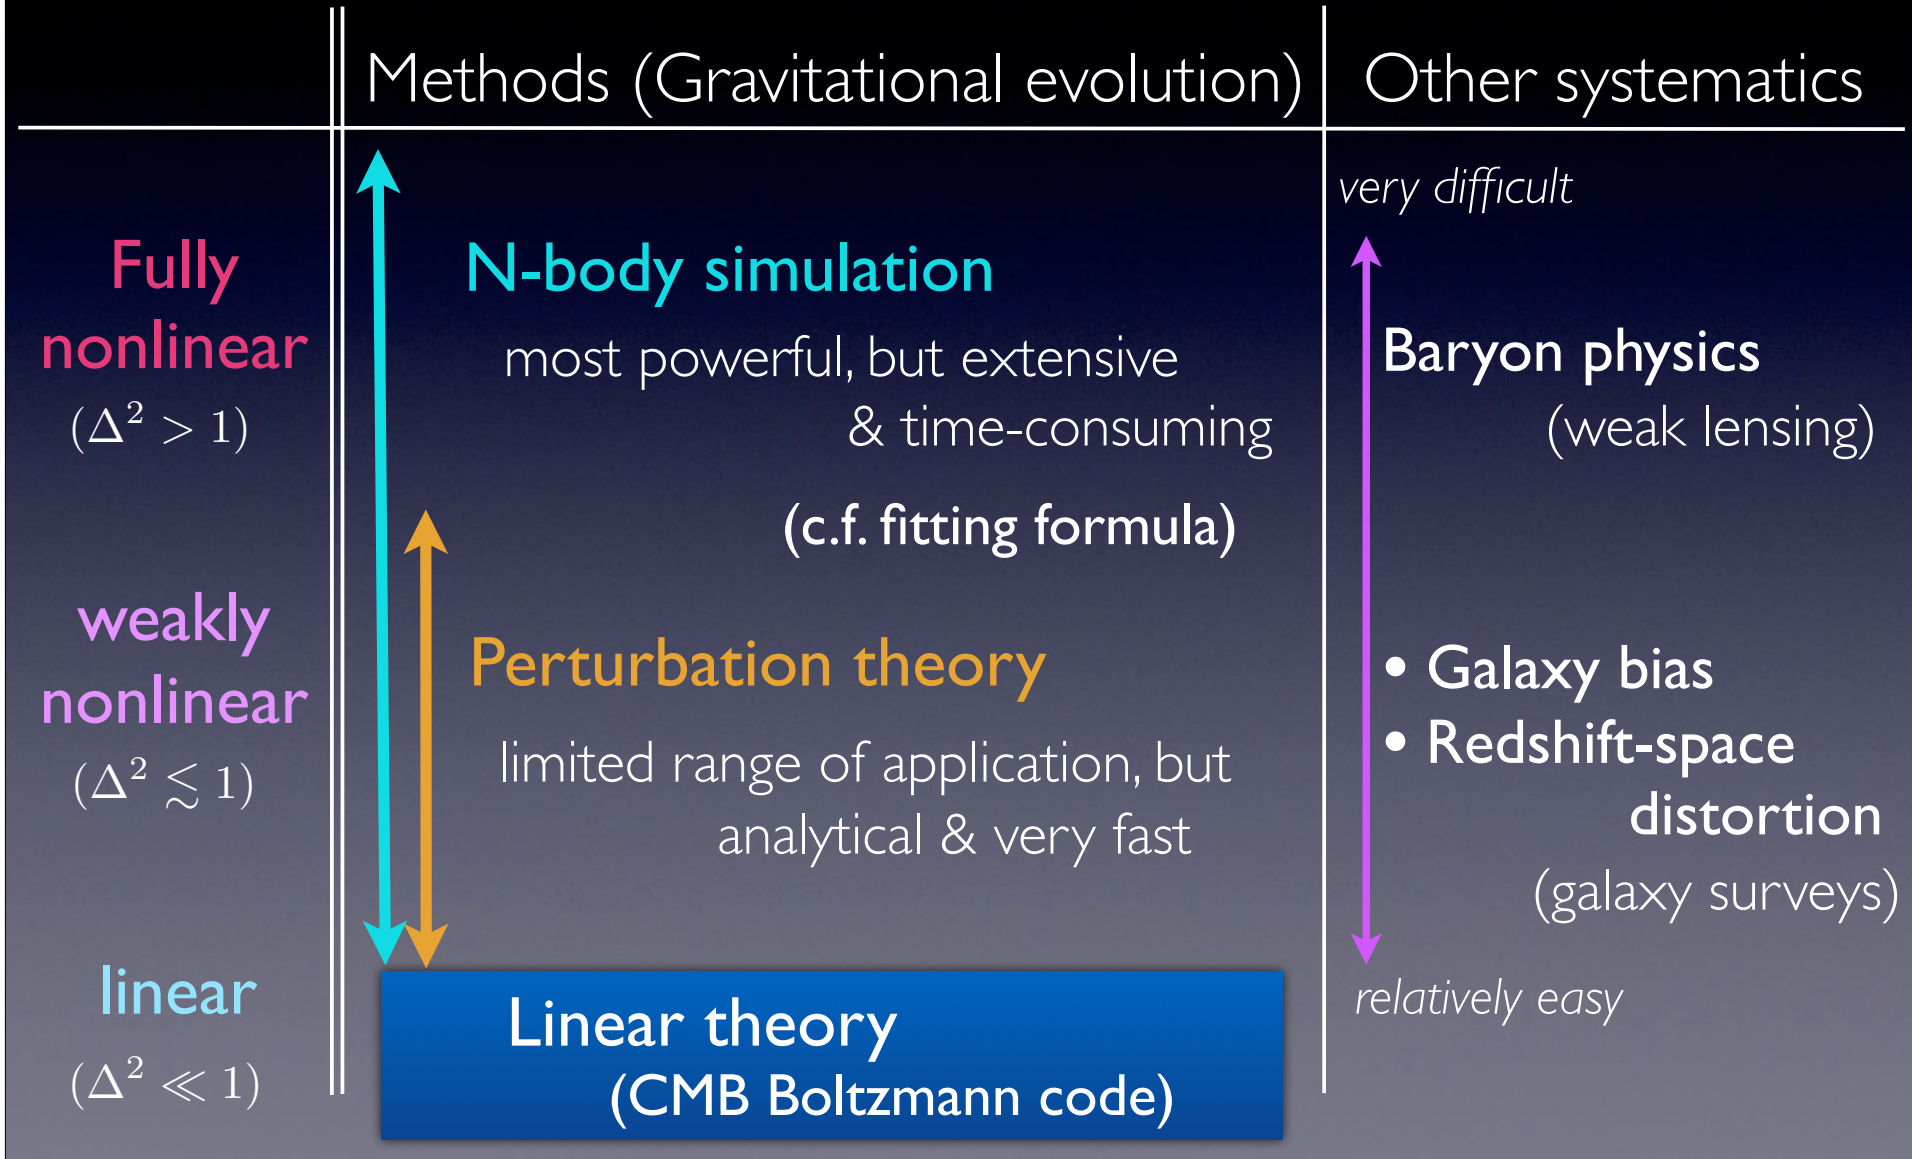 Methods (Gravitational evolution)
Other systematics
Fully
nonlinear
(Δ² > 1)
N-body simulation
most powerful, but extensive
& time-consuming
(c.f. fitting formula)
very difficult
Baryon physics
(weak lensing)
weakly
nonlinear
(Δ² ≲ 1)
Perturbation theory
limited range of application, but
analytical & very fast
• Galaxy bias
• Redshift-space
distortion
(galaxy surveys)
linear
(Δ² ≪ 1)
Linear theory
(CMB Boltzmann code)
relatively easy